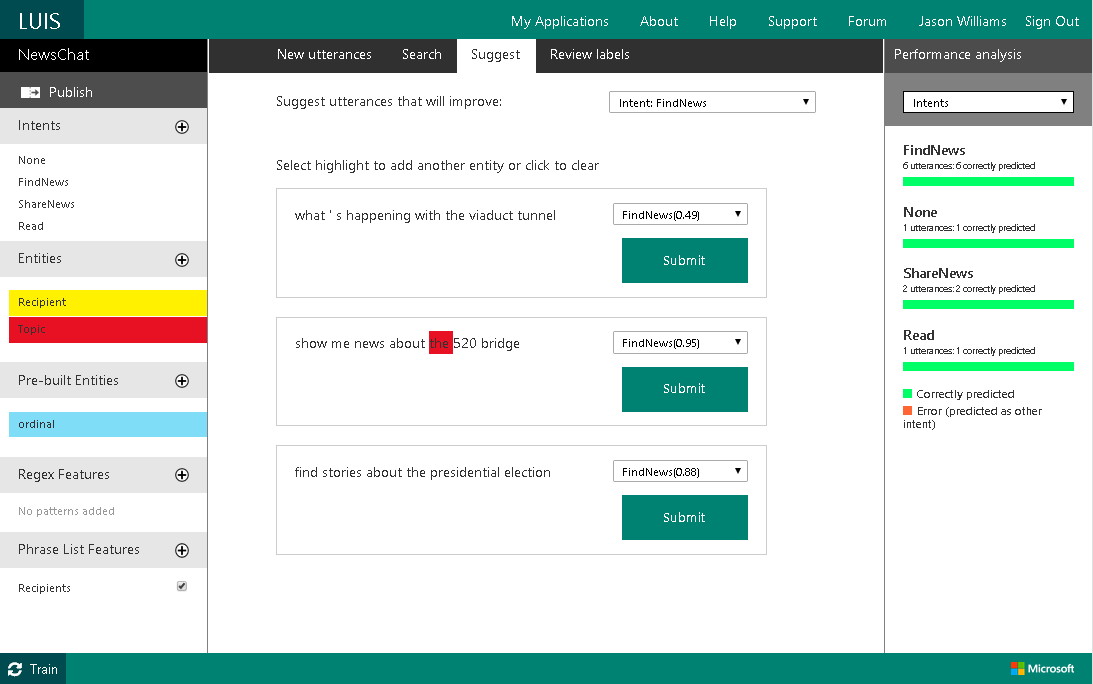 LUIS
My Applications
About
Help
Support
Forum
Jason Williams
Sign Out
NewsChat
Publish
Intents
None
FindNews
ShareNews
Read
Entities
Recipient
Topic
Pre-built Entities
ordinal
Regex Features
No patterns added
Phrase List Features
Recipients
Train
New utterances
Search
Suggest
Review labels
Suggest utterances that will improve:
Intent: FindNews
Select highlight to add another entity or click to clear
what ' s happening with the viaduct tunnel
FindNews(0.49)
Submit
show me news about the 520 bridge
FindNews(0.95)
Submit
find stories about the presidential election
FindNews(0.88)
Submit
Performance analysis
Intents
FindNews
6 utterances: 6 correctly predicted
None
1 utterances: 1 correctly predicted
ShareNews
2 utterances: 2 correctly predicted
Read
1 utterances: 1 correctly predicted
Correctly predicted
Error (predicted as other
intent)
Microsoft